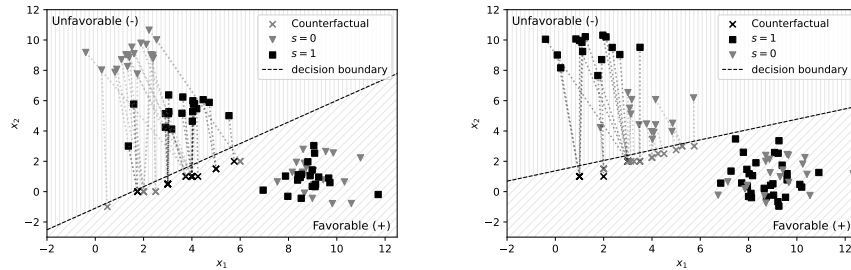 Unfavorable (-)
Counterfactual
s = 0
s = 1
decision boundary
Favorable (+)
12
10
8
6
4
2
0
−2
x₂
−2
0
2
4
6
8
10
12
x₁
Unfavorable (-)
Counterfactual
s = 1
s = 0
decision boundary
Favorable (+)
12
10
8
6
4
2
0
−2
x₂
−2
0
2
4
6
8
10
12
x₁